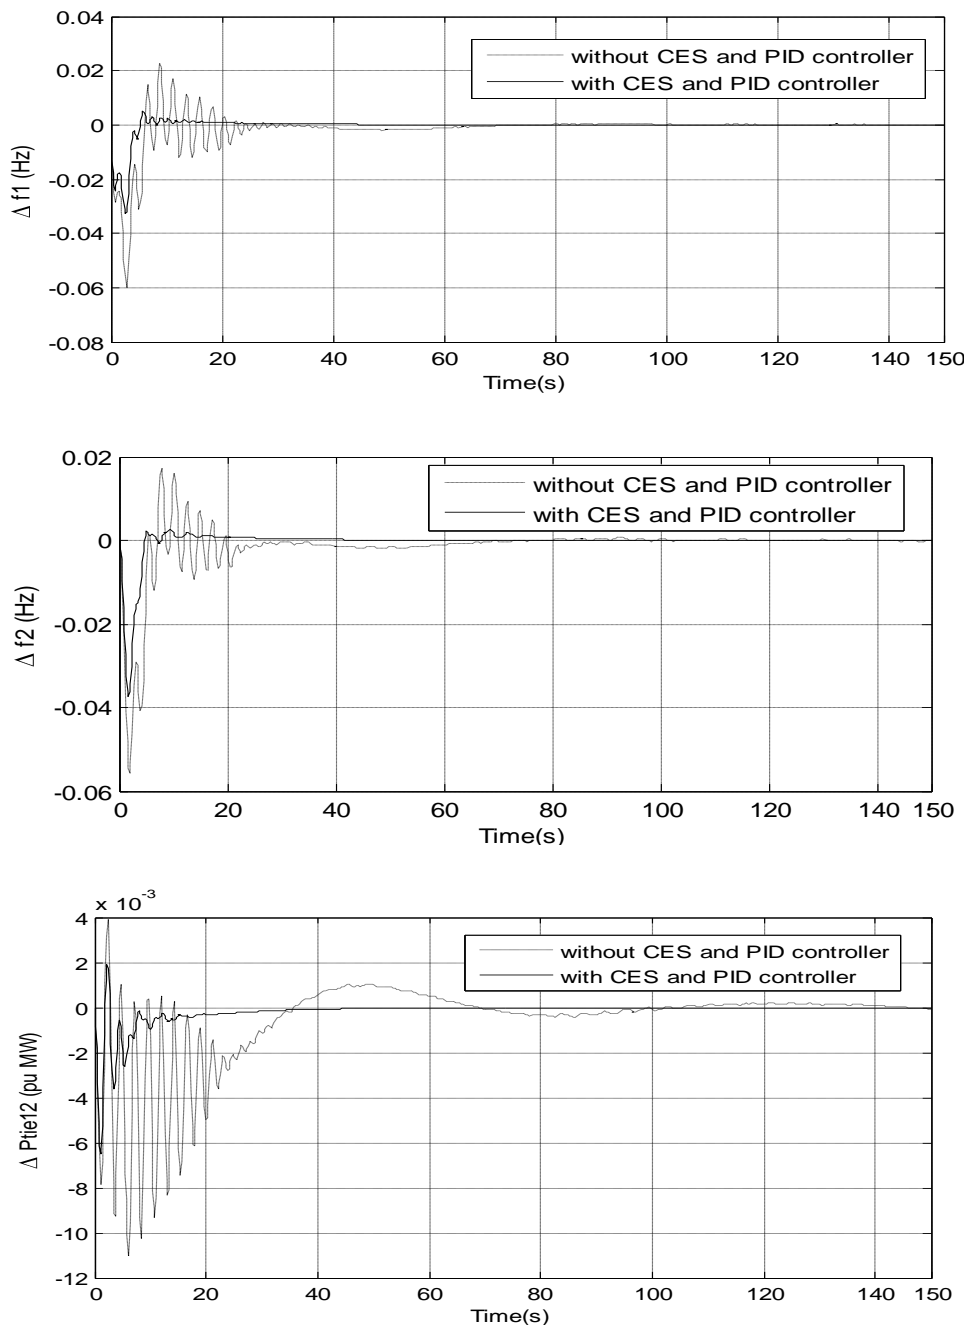 0.04
0.02
0
-0.02
-0.04
-0.06
-0.08
Δ f1 (Hz)
without CES and PID controller
with CES and PID controller
0 20 40 60 80 100 120 140 150
Time(s)
0.02
0
-0.02
-0.04
-0.06
Δ f2 (Hz)
without CES and PID controller
with CES and PID controller
0 20 40 60 80 100 120 140 150
Time(s)
x 10^-3
4
2
0
-2
-4
-6
-8
-10
-12
Δ Ptie12 (pu MW)
without CES and PID controller
with CES and PID controller
0 20 40 60 80 100 120 140 150
Time(s)